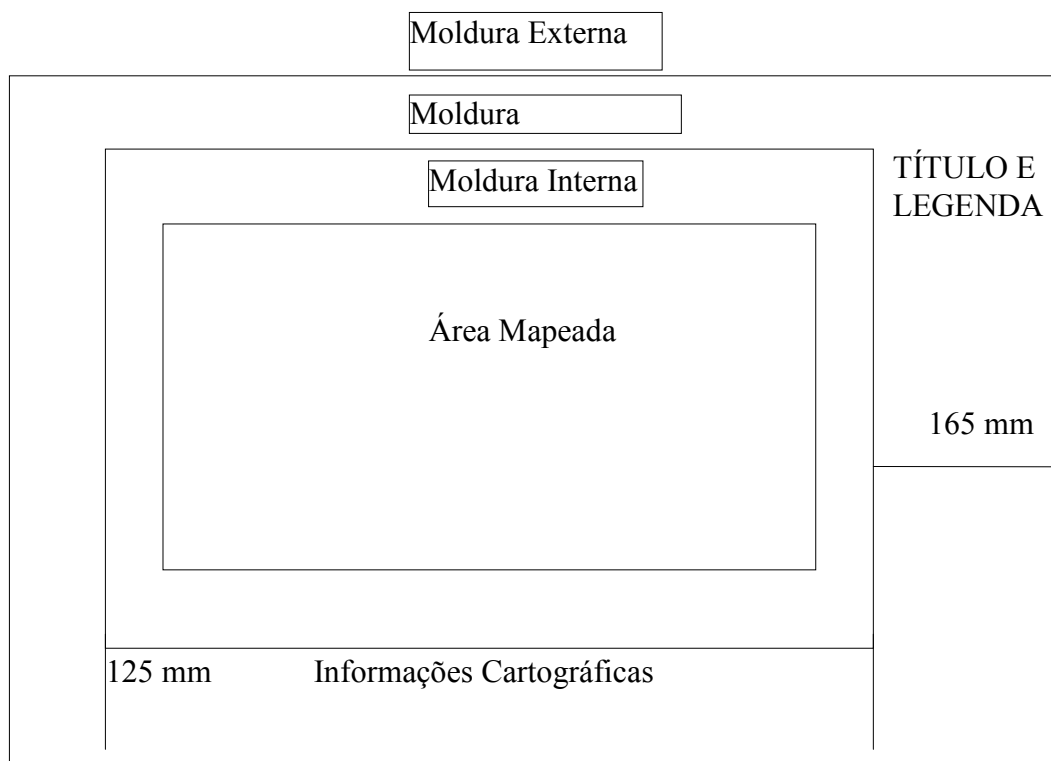 Moldura Externa
Moldura
Moldura Interna
TÍTULO E
LEGENDA
Área Mapeada
165 mm
125 mm
Informações Cartográficas